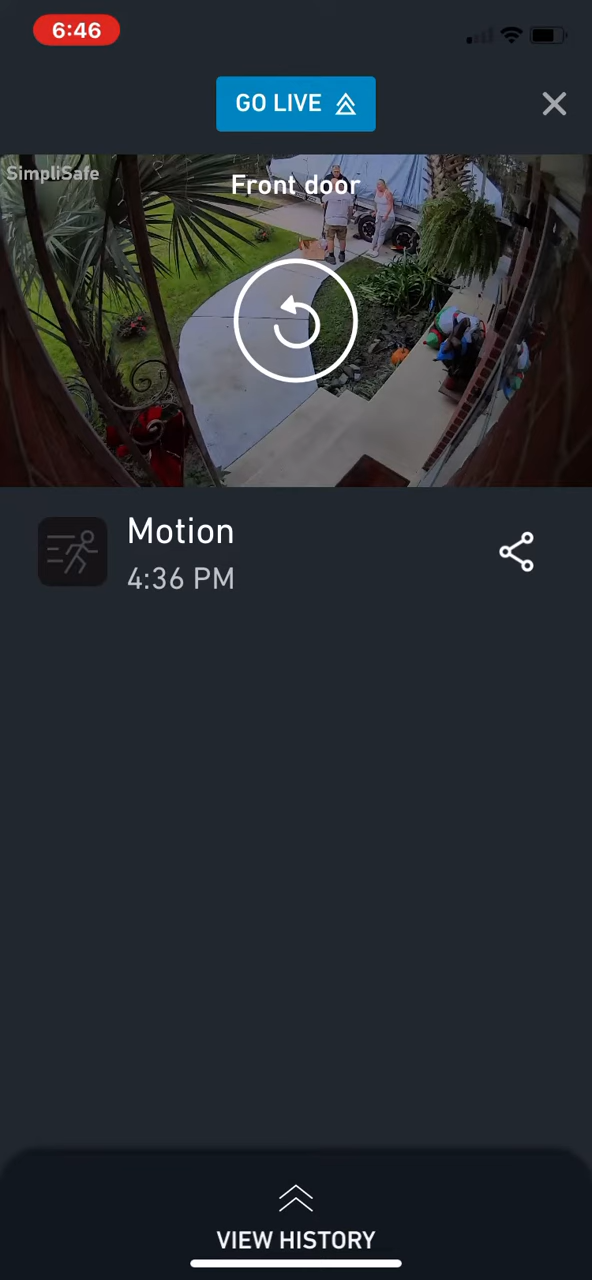 6:46
GO LIVE
SimpliSafe
Front door
Motion
4:36 PM
VIEW HISTORY